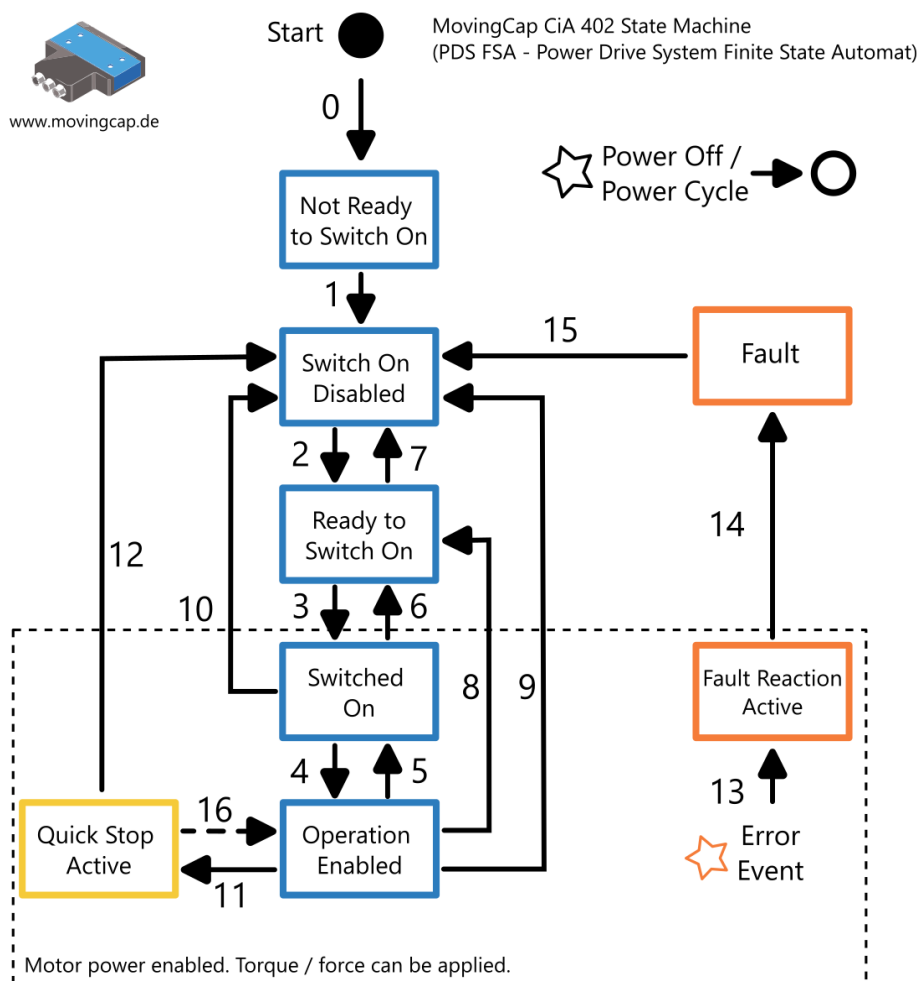 Start
MovingCap CiA 402 State Machine
(PDS FSA - Power Drive System Finite State Automat)
www.movingcap.de
0
Power Off /
Power Cycle
Not Ready
to Switch On
1
15
Switch On
Disabled
Fault
2
7
Ready to
Switch On
14
12
10
3
6
Switched
On
8
9
Fault Reaction
Active
4
5
13
16
Quick Stop
Active
Operation
Enabled
Error
Event
11
Motor power enabled. Torque / force can be applied.